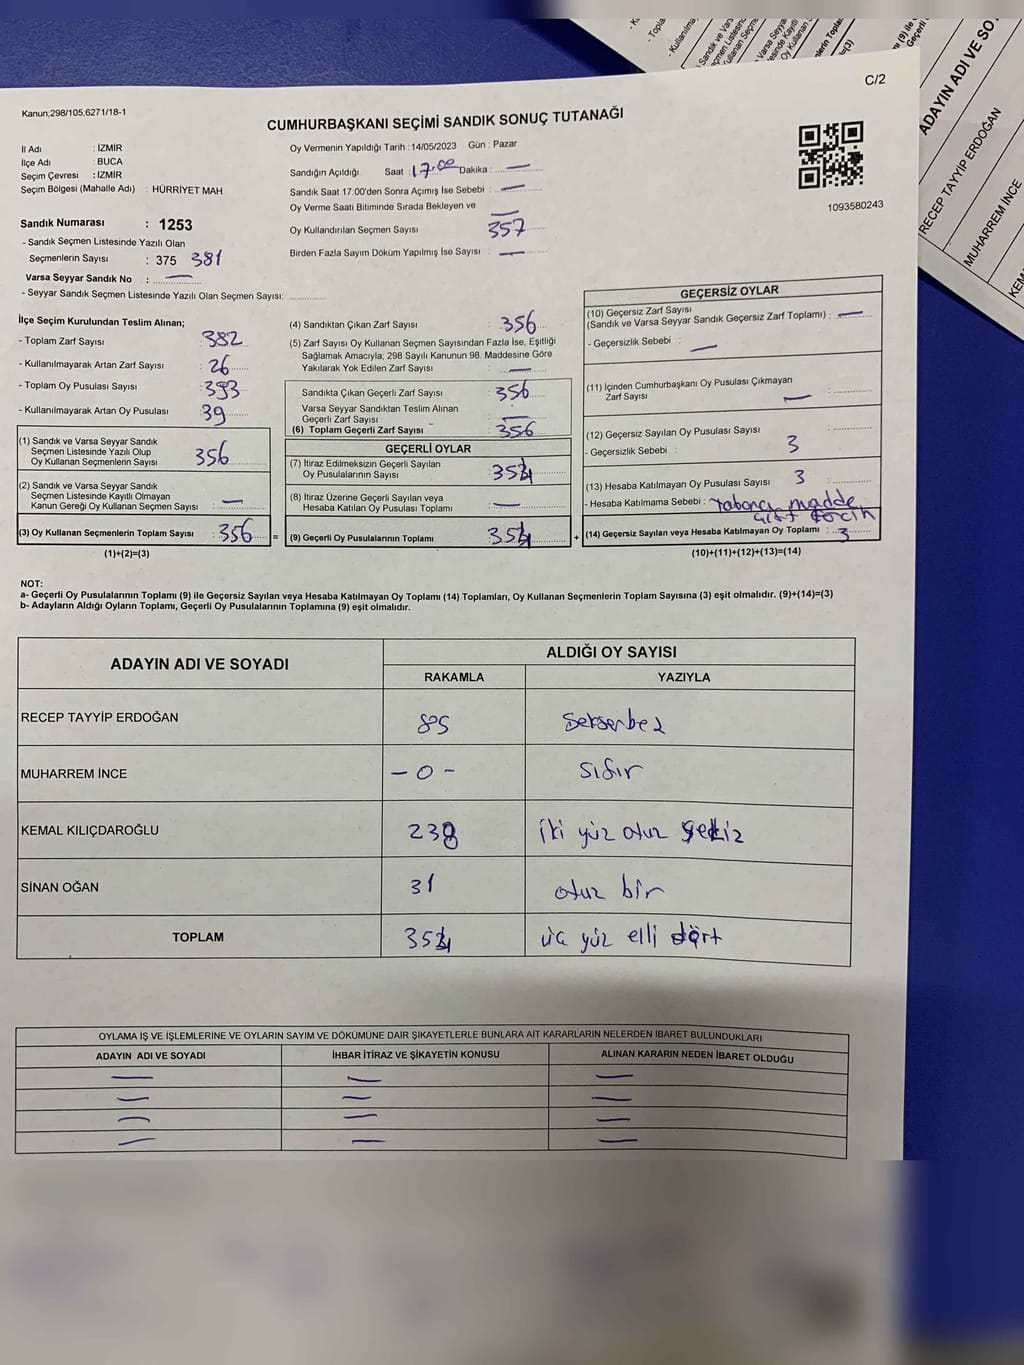 C/2
Kanun;298/105,6271/18-1
CUMHURBAŞKANI SEÇİMİ SANDIK SONUÇ TUTANAĞI
İl Adı : İZMİR
İlçe Adı : BUCA
Seçim Çevresi : İZMİR
Seçim Bölgesi (Mahalle Adı) : HÜRRİYET MAH.
Sandık Numarası : 1253
- Sandık Seçmen Listesinde Yazılı Olan
Seçmenlerin Sayısı : 375 381
Varsa Seyyar Sandık No : —
- Seyyar Sandık Seçmen Listesinde Yazılı Olan Seçmen Sayısı:
Oy Vermenin Yapıldığı Tarih : 14/05/2023 Gün : Pazar
Sandığın Açıldığı Saat : 17.00 Dakika : —
Sandık Saat 17:00'den Sonra Açımış İse Sebebi : —
Oy Verme Saati Bitiminde Sırada Bekleyen ve —
Oy Kullandırılan Seçmen Sayısı 357
Birden Fazla Sayım Döküm Yapılmış İse Sayısı : —
1093580243
İlçe Seçim Kurulundan Teslim Alınan;
- Toplam Zarf Sayısı : 382
- Kullanılmayarak Artan Zarf Sayısı : 26
- Toplam Oy Pusulası Sayısı : 393
- Kullanılmayarak Artan Oy Pusulası : 39
(1) Sandık ve Varsa Seyyar Sandık
Seçmen Listesinde Yazılı Olup
Oy Kullanan Seçmenlerin Sayısı 356
(2) Sandık ve Varsa Seyyar Sandık
Seçmen Listesinde Kayıtlı Olmayan
Kanun Gereği Oy Kullanan Seçmen Sayısı : —
(3) Oy Kullanan Seçmenlerin Toplam Sayısı : 356 =
(1)+(2)=(3)
(4) Sandıktan Çıkan Zarf Sayısı : 356
(5) Zarf Sayısı Oy Kullanan Seçmen Sayısından Fazla İse, Eşitliği
Sağlamak Amacıyla; 298 Sayılı Kanunun 98. Maddesine Göre
Yakılarak Yok Edilen Zarf Sayısı : —
Sandıkta Çıkan Geçerli Zarf Sayısı : 356
Varsa Seyyar Sandıktan Teslim Alınan
Geçerli Zarf Sayısı : —
(6) Toplam Geçerli Zarf Sayısı : 356
GEÇERLİ OYLAR
(7) İtiraz Edilmeksizin Geçerli Sayılan
Oy Pusulalarının Sayısı : 354
(8) İtiraz Üzerine Geçerli Sayılan veya
Hesaba Katılan Oy Pusulası Toplamı : —
(9) Geçerli Oy Pusulalarının Toplamı : 354 +
GEÇERSİZ OYLAR
(10) Geçersiz Zarf Sayısı
(Sandık ve Varsa Seyyar Sandık Geçersiz Zarf Toplamı) : —
- Geçersizlik Sebebi : —
(11) İçinden Cumhurbaşkanı Oy Pusulası Çıkmayan
Zarf Sayısı : —
(12) Geçersiz Sayılan Oy Pusulası Sayısı :
- Geçersizlik Sebebi : 3
(13) Hesaba Katılmayan Oy Pusulası Sayısı : 3
- Hesaba Katılmama Sebebi : Yabancı madde
çift tercih
(14) Geçersiz Sayılan veya Hesaba Katılmayan Oy Toplamı : 3
(10)+(11)+(12)+(13)=(14)
NOT:
a- Geçerli Oy Pusulalarının Toplamı (9) ile Geçersiz Sayılan veya Hesaba Katılmayan Oy Toplamı (14) Toplamları, Oy Kullanan Seçmenlerin Toplam Sayısına (3) eşit olmalıdır. (9)+(14)=(3)
b- Adayların Aldığı Oyların Toplamı, Geçerli Oy Pusulalarının Toplamına (9) eşit olmalıdır.
ADAYIN ADI VE SOYADI ALDIĞI OY SAYISI
RAKAMLA YAZIYLA
RECEP TAYYİP ERDOĞAN 85 Seksenbeş
MUHARREM İNCE - 0 - Sıfır
KEMAL KILIÇDAROĞLU 238 iki yüz otuz sekiz
SİNAN OĞAN 31 otuz bir
TOPLAM 354 üç yüz elli dört
OYLAMA İŞ VE İŞLEMLERİNE VE OYLARIN SAYIM VE DÖKÜMÜNE DAİR ŞİKAYETLERLE BUNLARA AİT KARARLARIN NELERDEN İBARET BULUNDUKLARI
ADAYIN ADI VE SOYADI İHBAR İTİRAZ VE ŞİKAYETİN KONUSU ALINAN KARARIN NEDEN İBARET OLDUĞU
— — —
— — —
— — —
— — —
ADAYIN ADI VE SO
RECEP TAYYİP ERDOĞAN
MUHARREM İNCE